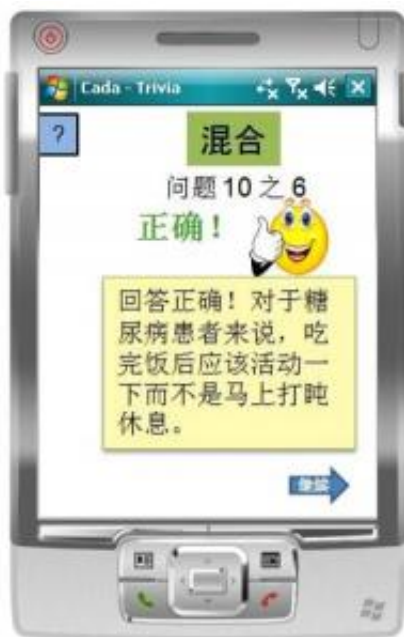 Cada - Trivia
?
混合
问题 10 之 6
正确！
回答正确！对于糖
尿病患者来说，吃
完饭后应该活动一
下而不是马上打盹
休息。